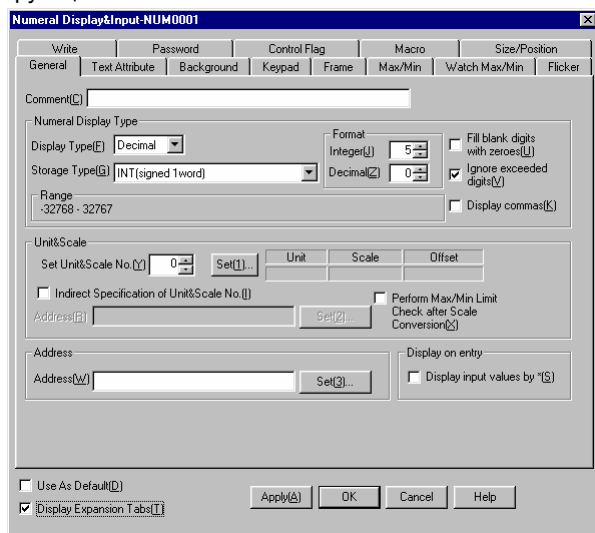 Numeral Display&Input-NUM0001
Write Password Control Flag Macro Size/Position
General Text Attribute Background Keypad Frame Max/Min Watch Max/Min Flicker
Comment(C)
Numeral Display Type
Display Type(F) Decimal
Format
Integer(J) 5
Fill blank digits
with zeroes(U)
Storage Type(G) INT(signed 1word)
Decimal(Z) 0
Ignore exceeded
digits(V)
Range
-32768 - 32767
Display commas(K)
Unit&Scale
Set Unit&Scale No.(Y) 0 Set(1)... Unit Scale Offset
Indirect Specification of Unit&Scale No.(I)
Perform Max/Min Limit
Check after Scale
Conversion(X)
Address(B) Set(2)...
Address
Address(W) Set(3)...
Display on entry
Display input values by *(S)
Use As Default(D)
Display Expansion Tabs(T)
Apply(A) OK Cancel Help